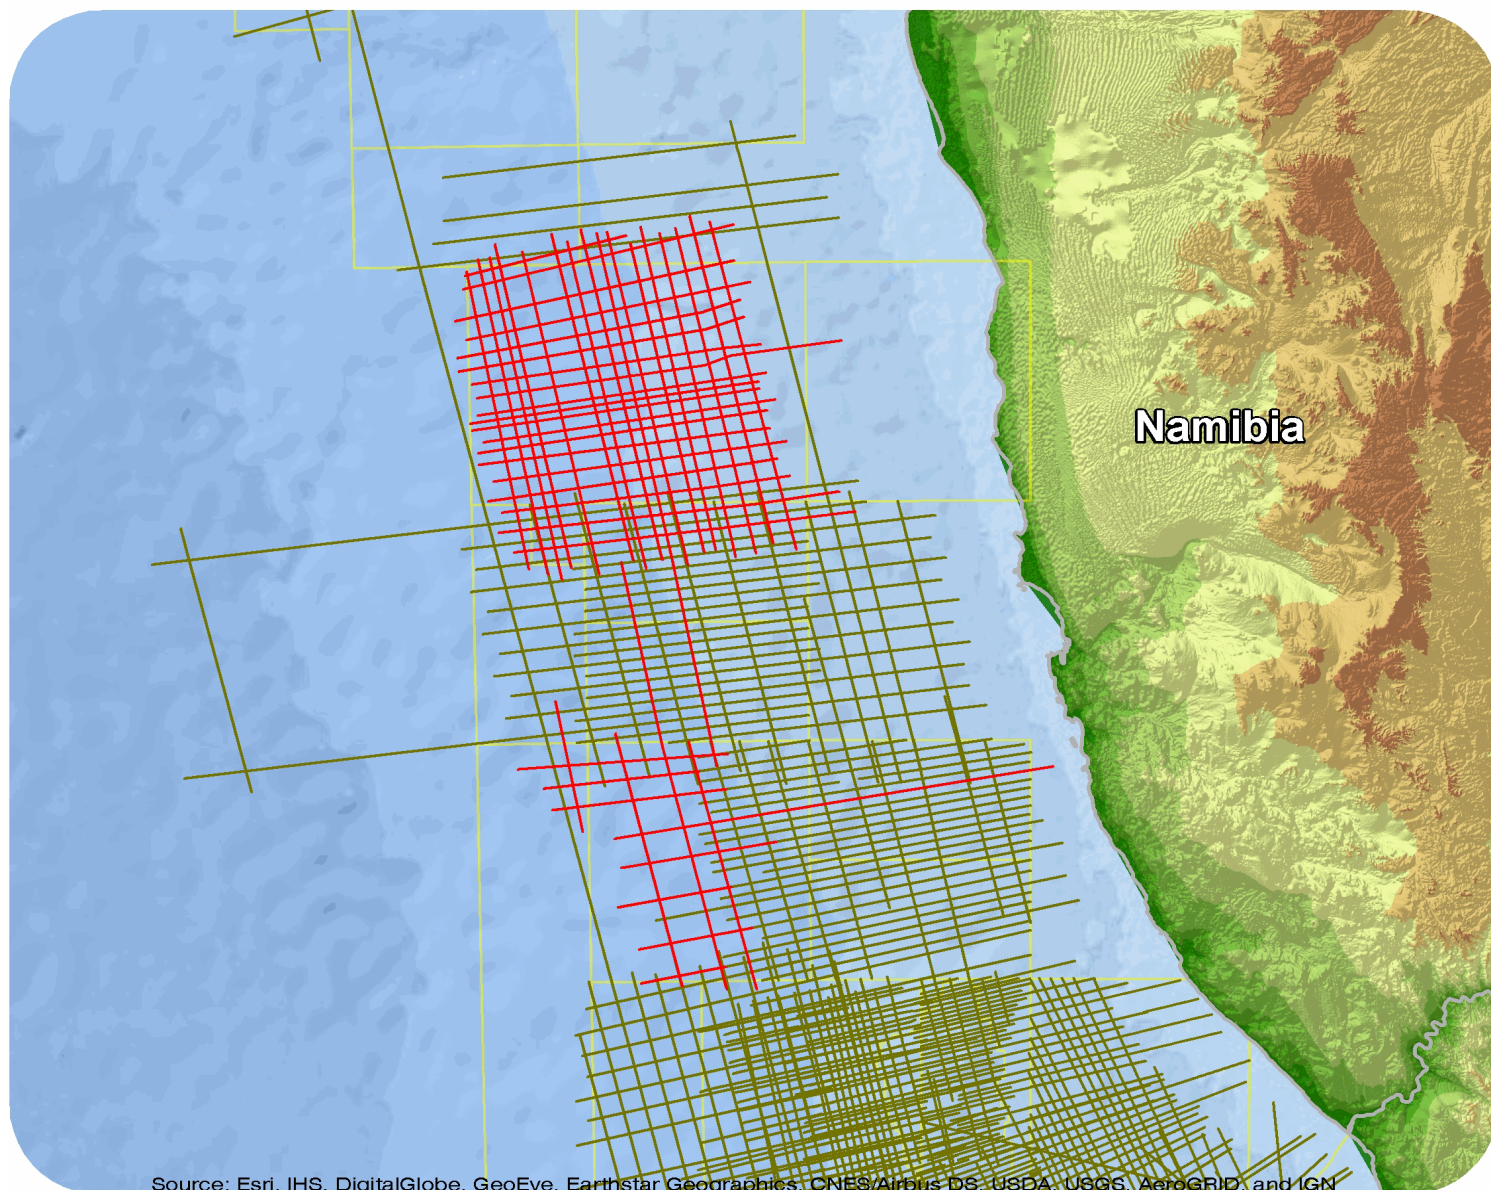 Namibia
Source: Esri, IHS, DigitalGlobe, GeoEye, Earthstar Geographics, CNES/Airbus DS, USDA, USGS, AeroGRID, and IGN